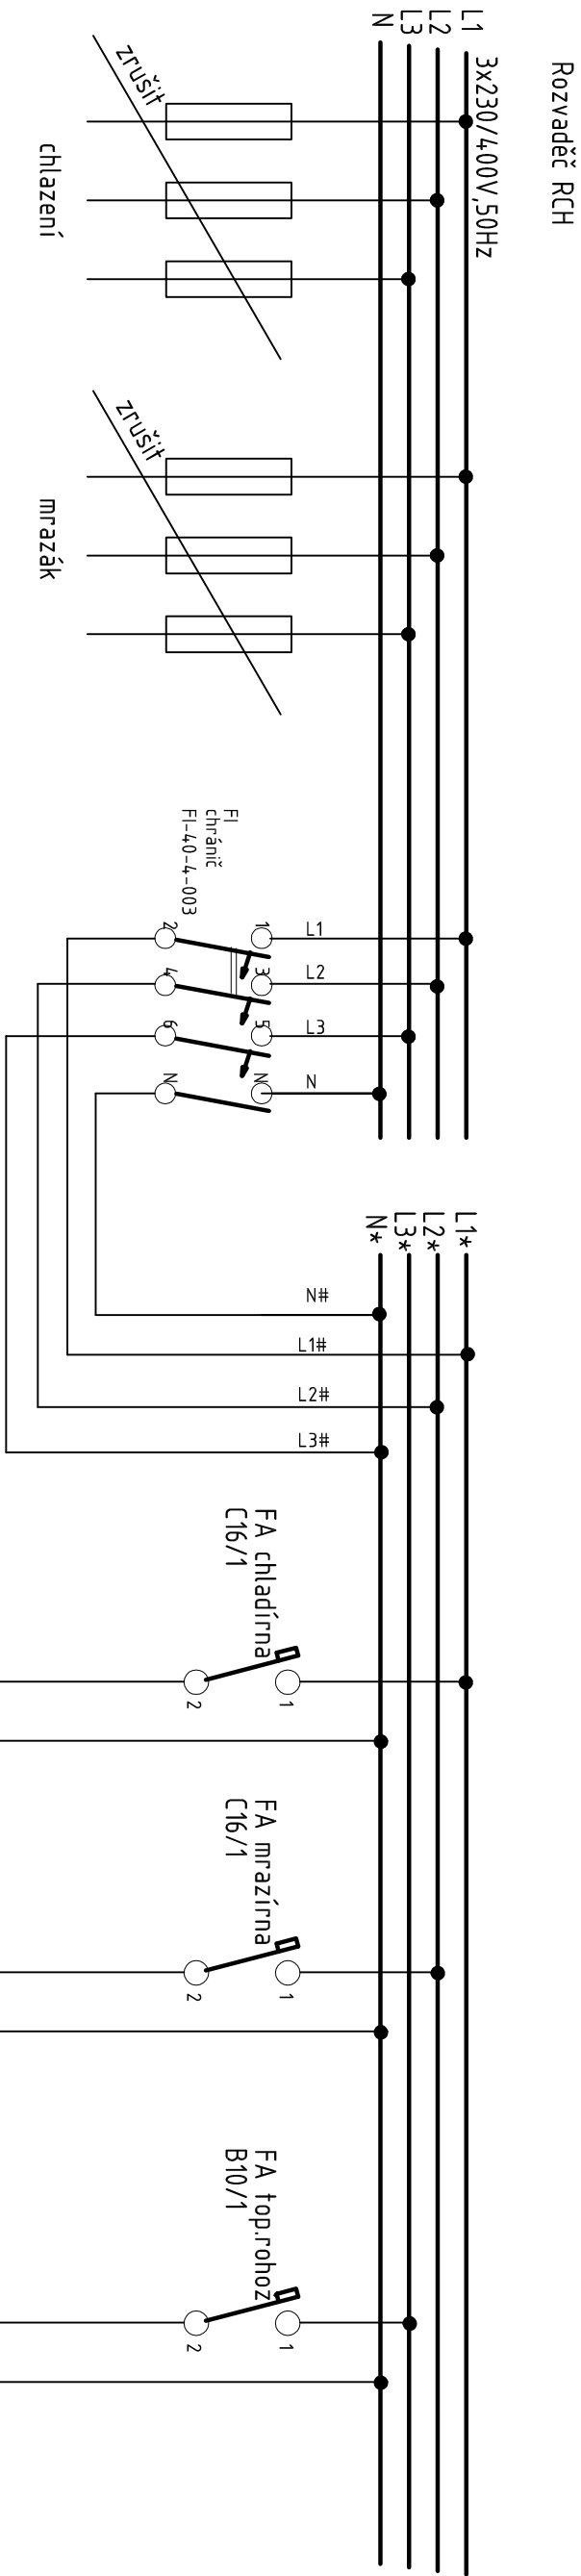 Rozvaděč RCH
3x230/400V,50Hz
L1
L2
L3
N
zrušit
chlazení
zrušit
mrazák
FI
chránič
FI-40-4-003
L1
L2
L3
N
1
3
5
N
2
4
6
N
L1*
L2*
L3*
N*
N#
L1#
L2#
L3#
FA chladírna
C16/1
1
2
FA mrazírna
C16/1
1
2
FA top.rohoz
B10/1
1
2